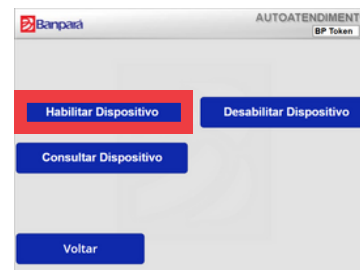 Banpará
AUTOATENDIMENT
BP Token
Habilitar Dispositivo
Desabilitar Dispositivo
Consultar Dispositivo
Voltar